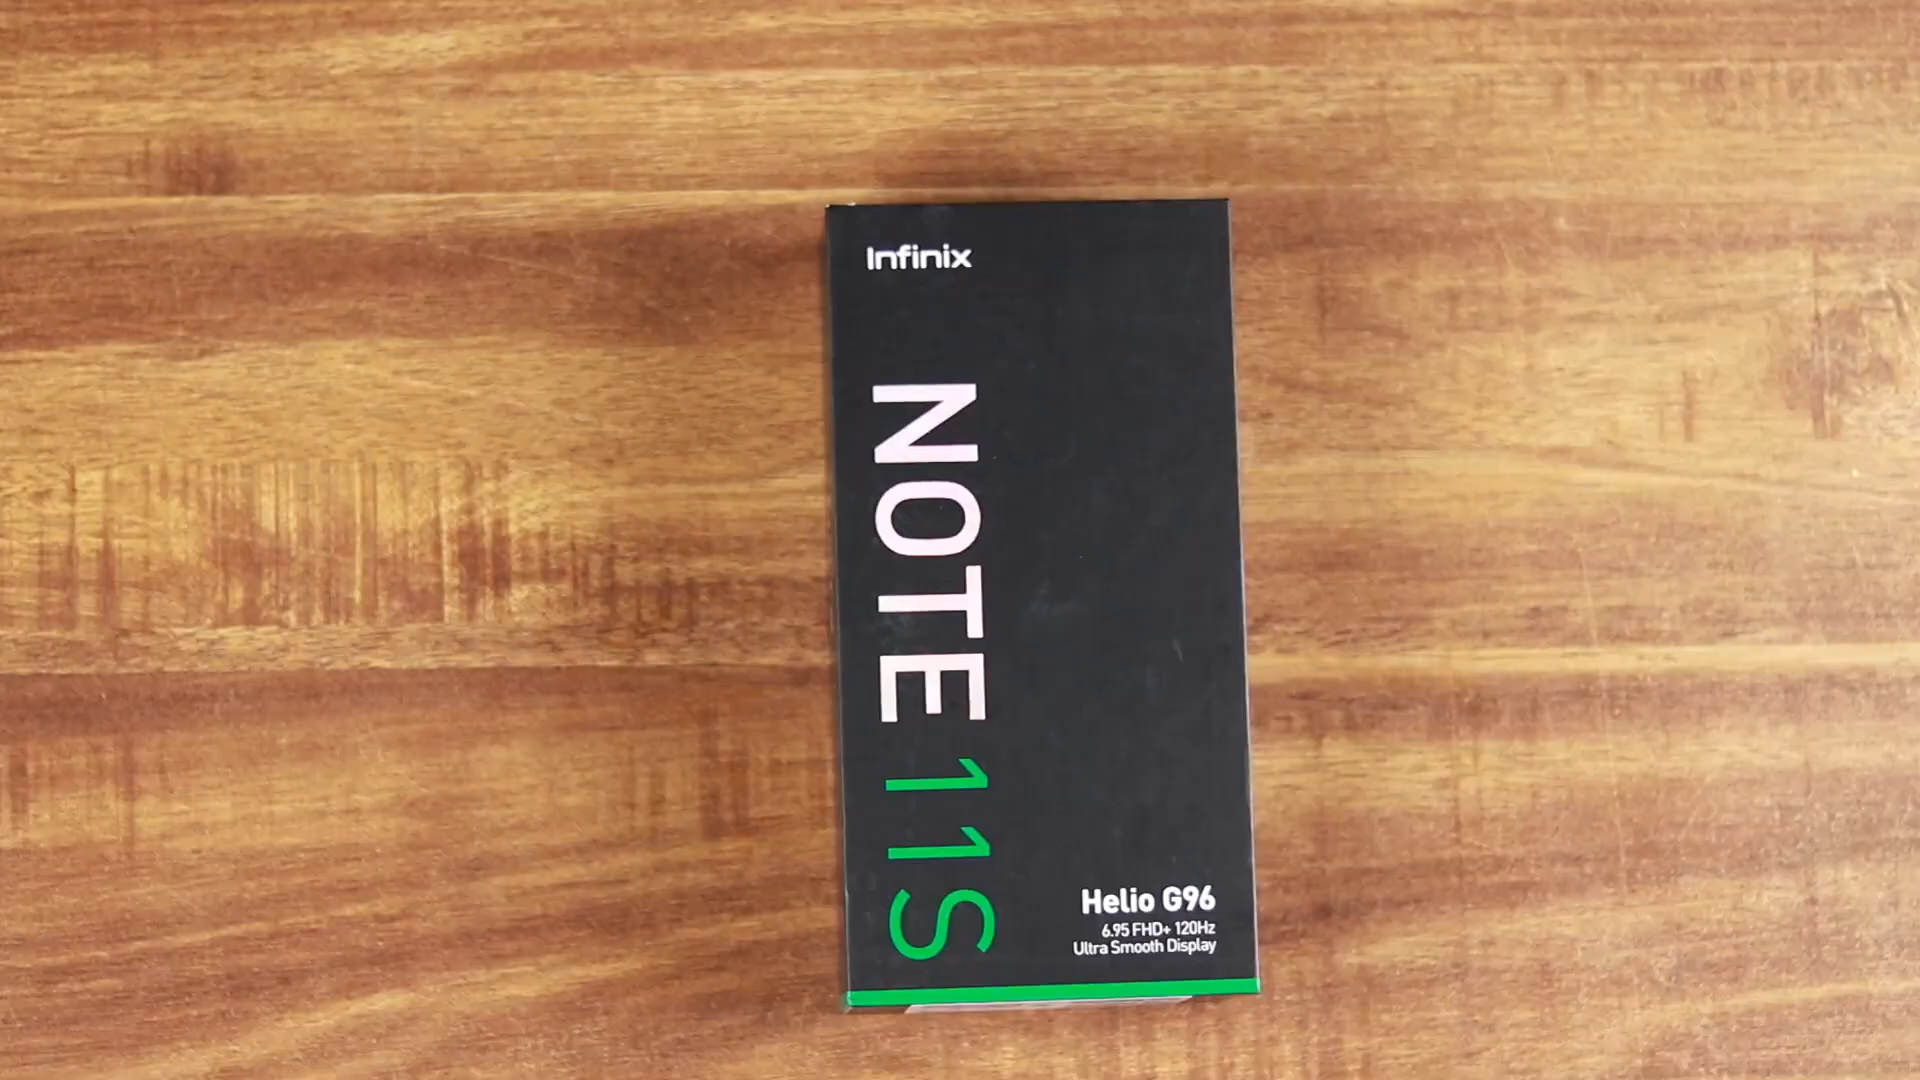 Infinix
NOTE 11S
Helio G96
6.95 FHD+ 120Hz
Ultra Smooth Display